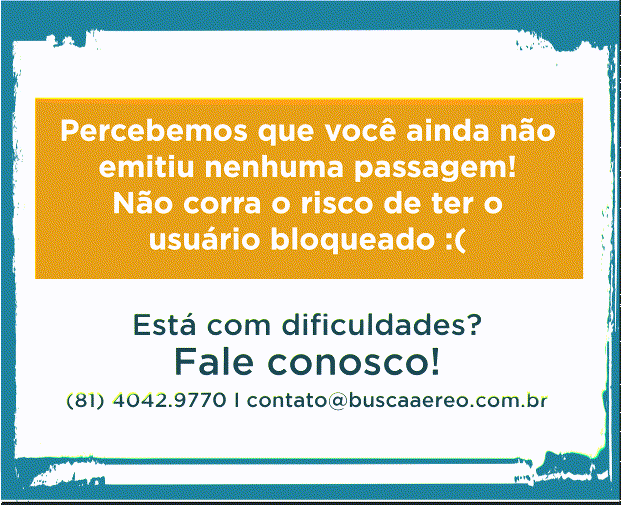 Percebemos que você ainda não
emitiu nenhuma passagem!
Não corra o risco de ter o
usuário bloqueado :(
Está com dificuldades?
Fale conosco!
(81) 4042.9770 | contato@buscaaereo.com.br